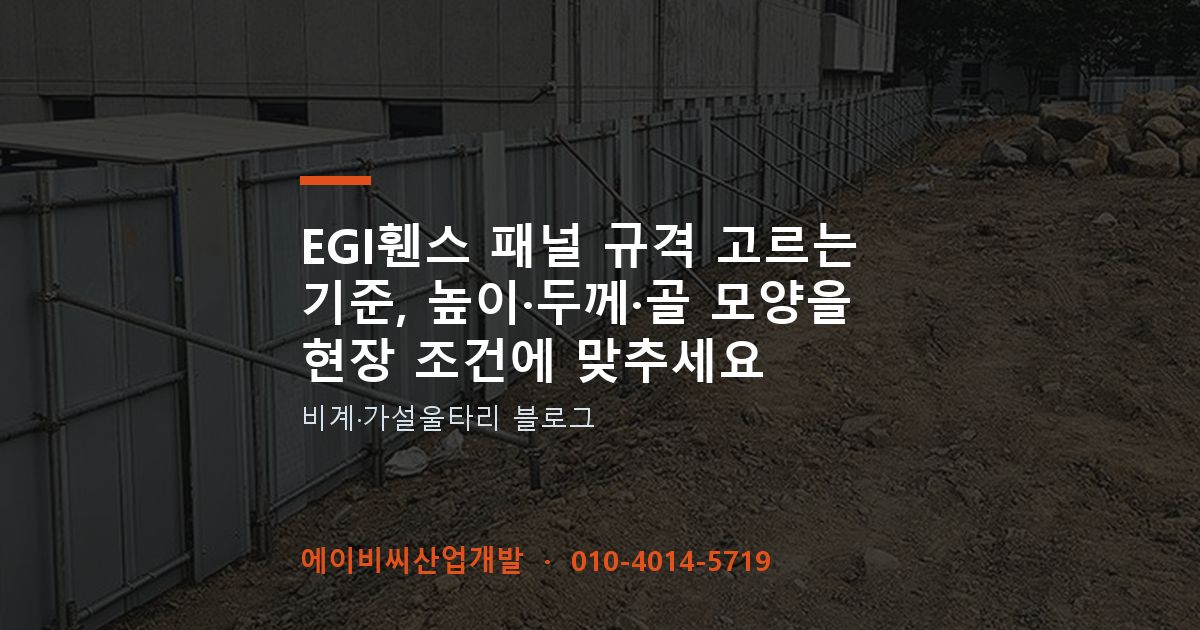 EGI휀스 패널 규격 고르는
기준, 높이·두께·골 모양을
현장 조건에 맞추세요
비계·가설울타리 블로그
에이비씨산업개발 · 010-4014-5719